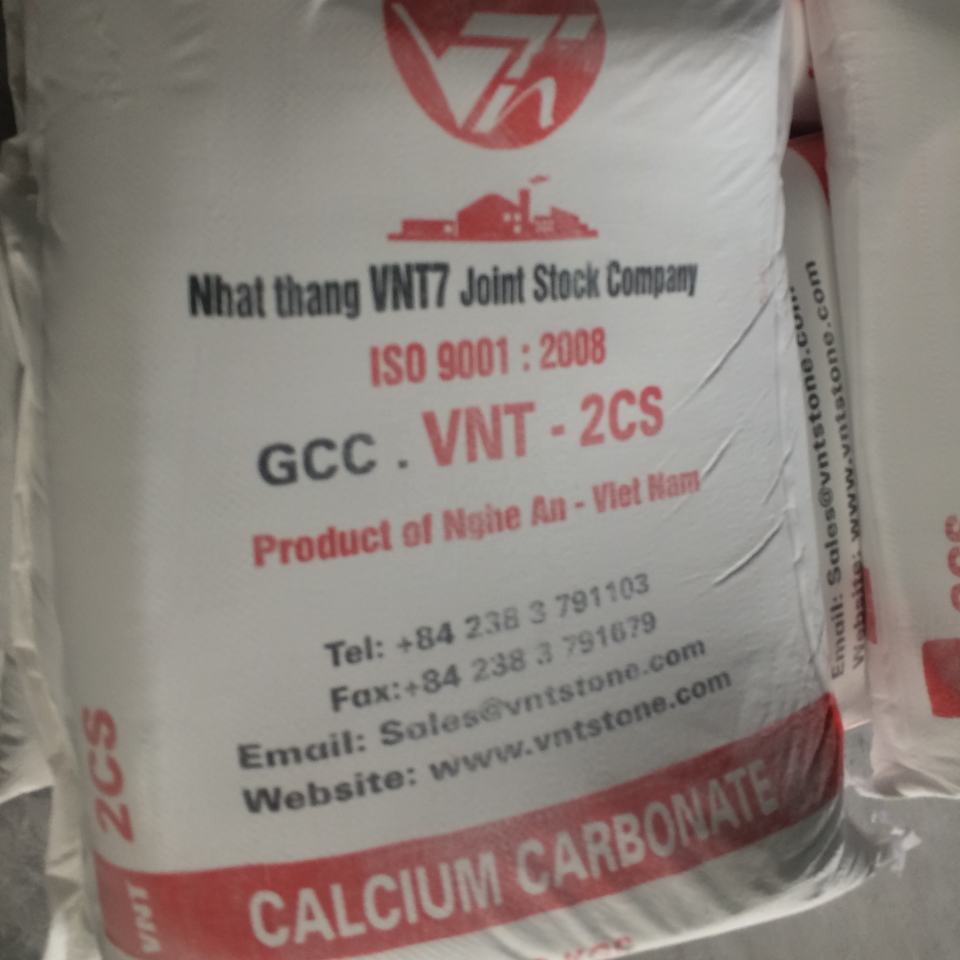 Nhat thang VNT7 Joint Stock Company
ISO 9001 : 2008
GCC . VNT - 2CS
Product of Nghe An - Viet Nam
Tel: +84 238 3 791103
Fax:+84 238 3 791679
Email: Sales@vntstone.com
Website: www.vntstone.com
CALCIUM CARBONATE
2CS
VNT
Email: Sales@vntstone.com
Website: www.vntstone.com